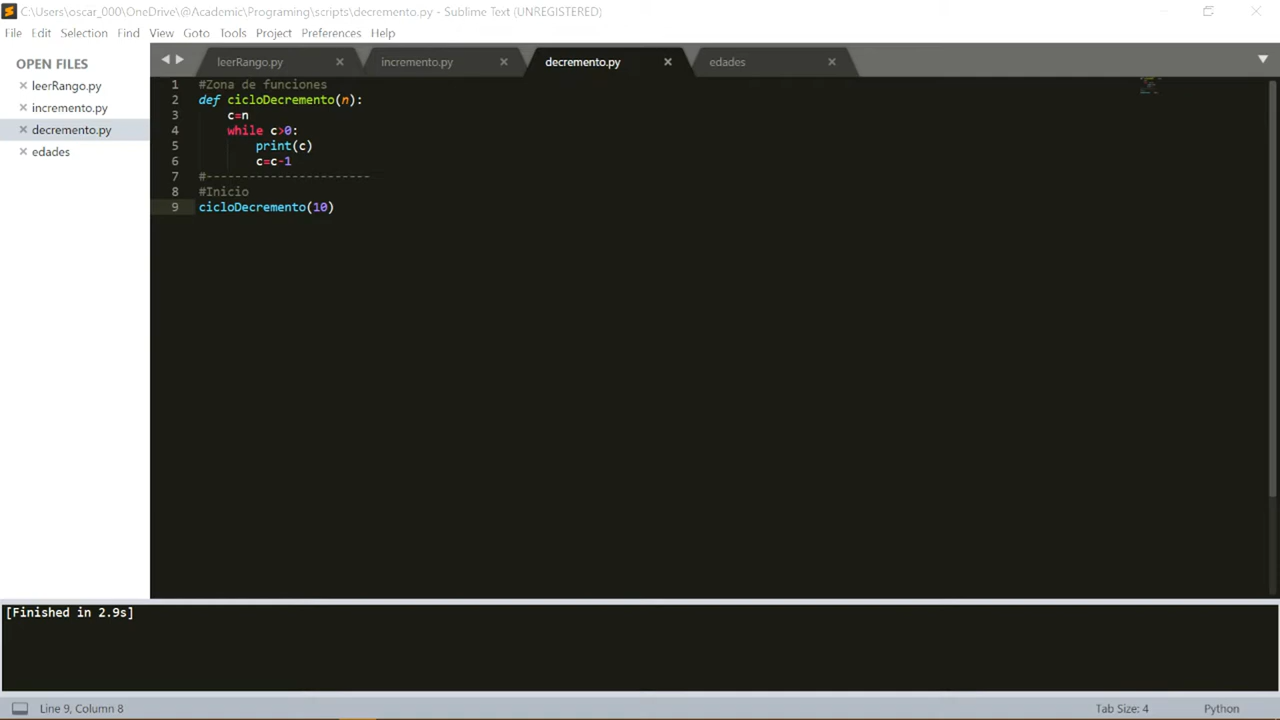 C:\Users\oscar_000\OneDrive\@Academic\Programing\scripts\decremento.py - Sublime Text (UNREGISTERED)
File Edit Selection Find View Goto Tools Project Preferences Help
OPEN FILES
leerRango.py
incremento.py
decremento.py
edades
leerRango.py incremento.py decremento.py edades
1 #Zona de funciones
2 def cicloDecremento(n):
3 c=n
4 while c>0:
5 print(c)
6 c=c-1
7 #-----------------------
8 #Inicio
9 cicloDecremento(10)
[Finished in 2.9s]
Line 9, Column 8 Tab Size: 4 Python